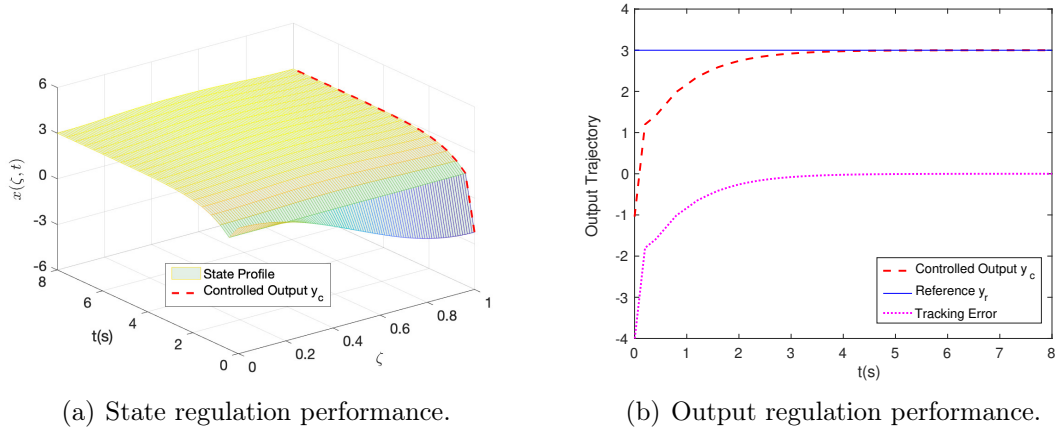 6
3
0
-3
-6
x(ζ, t)
8
6
4
2
0
t(s)
0
0.2
0.4
0.6
0.8
1
ζ
State Profile
Controlled Output y_c
(a) State regulation performance.
4
3
2
1
0
-1
-2
-3
-4
Output Trajectory
Controlled Output y_c
Reference y_r
Tracking Error
0
1
2
3
4
5
6
7
8
t(s)
(b) Output regulation performance.